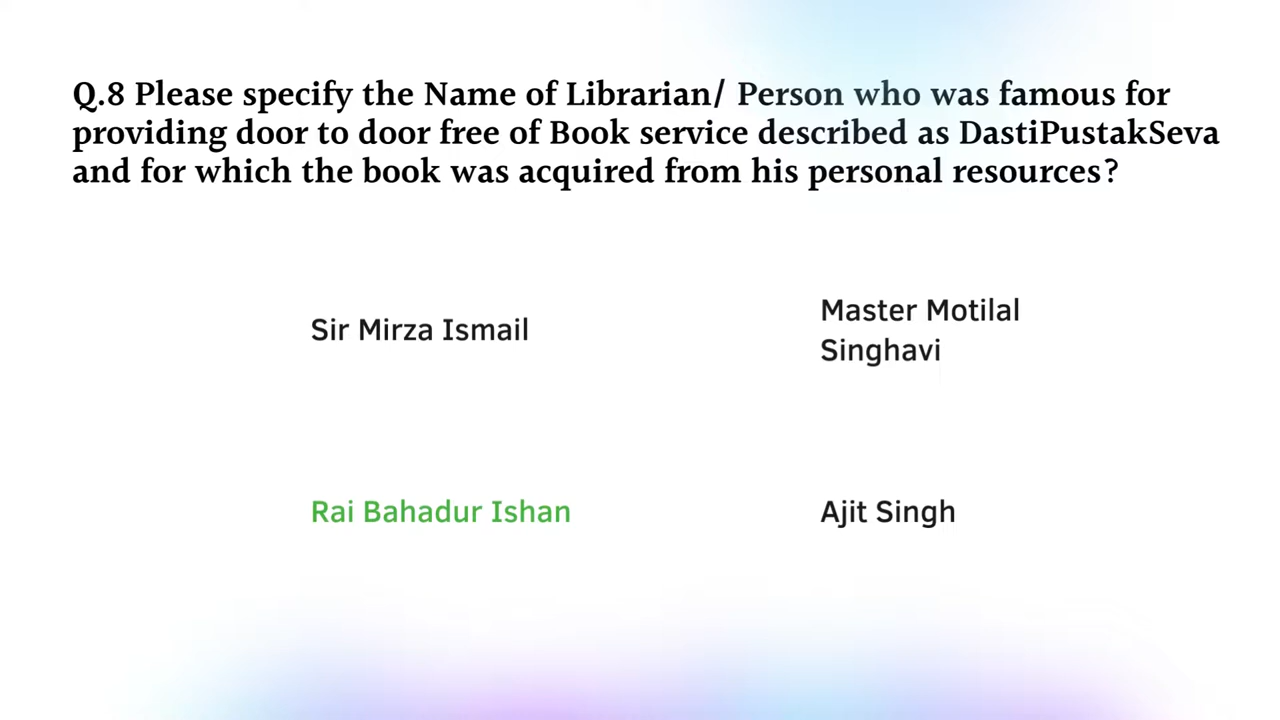 Q.8 Please specify the Name of Librarian/ Person who was famous for
providing door to door free of Book service described as DastiPustakSeva
and for which the book was acquired from his personal resources?
Sir Mirza Ismail
Master Motilal
Singhavi
Rai Bahadur Ishan
Ajit Singh